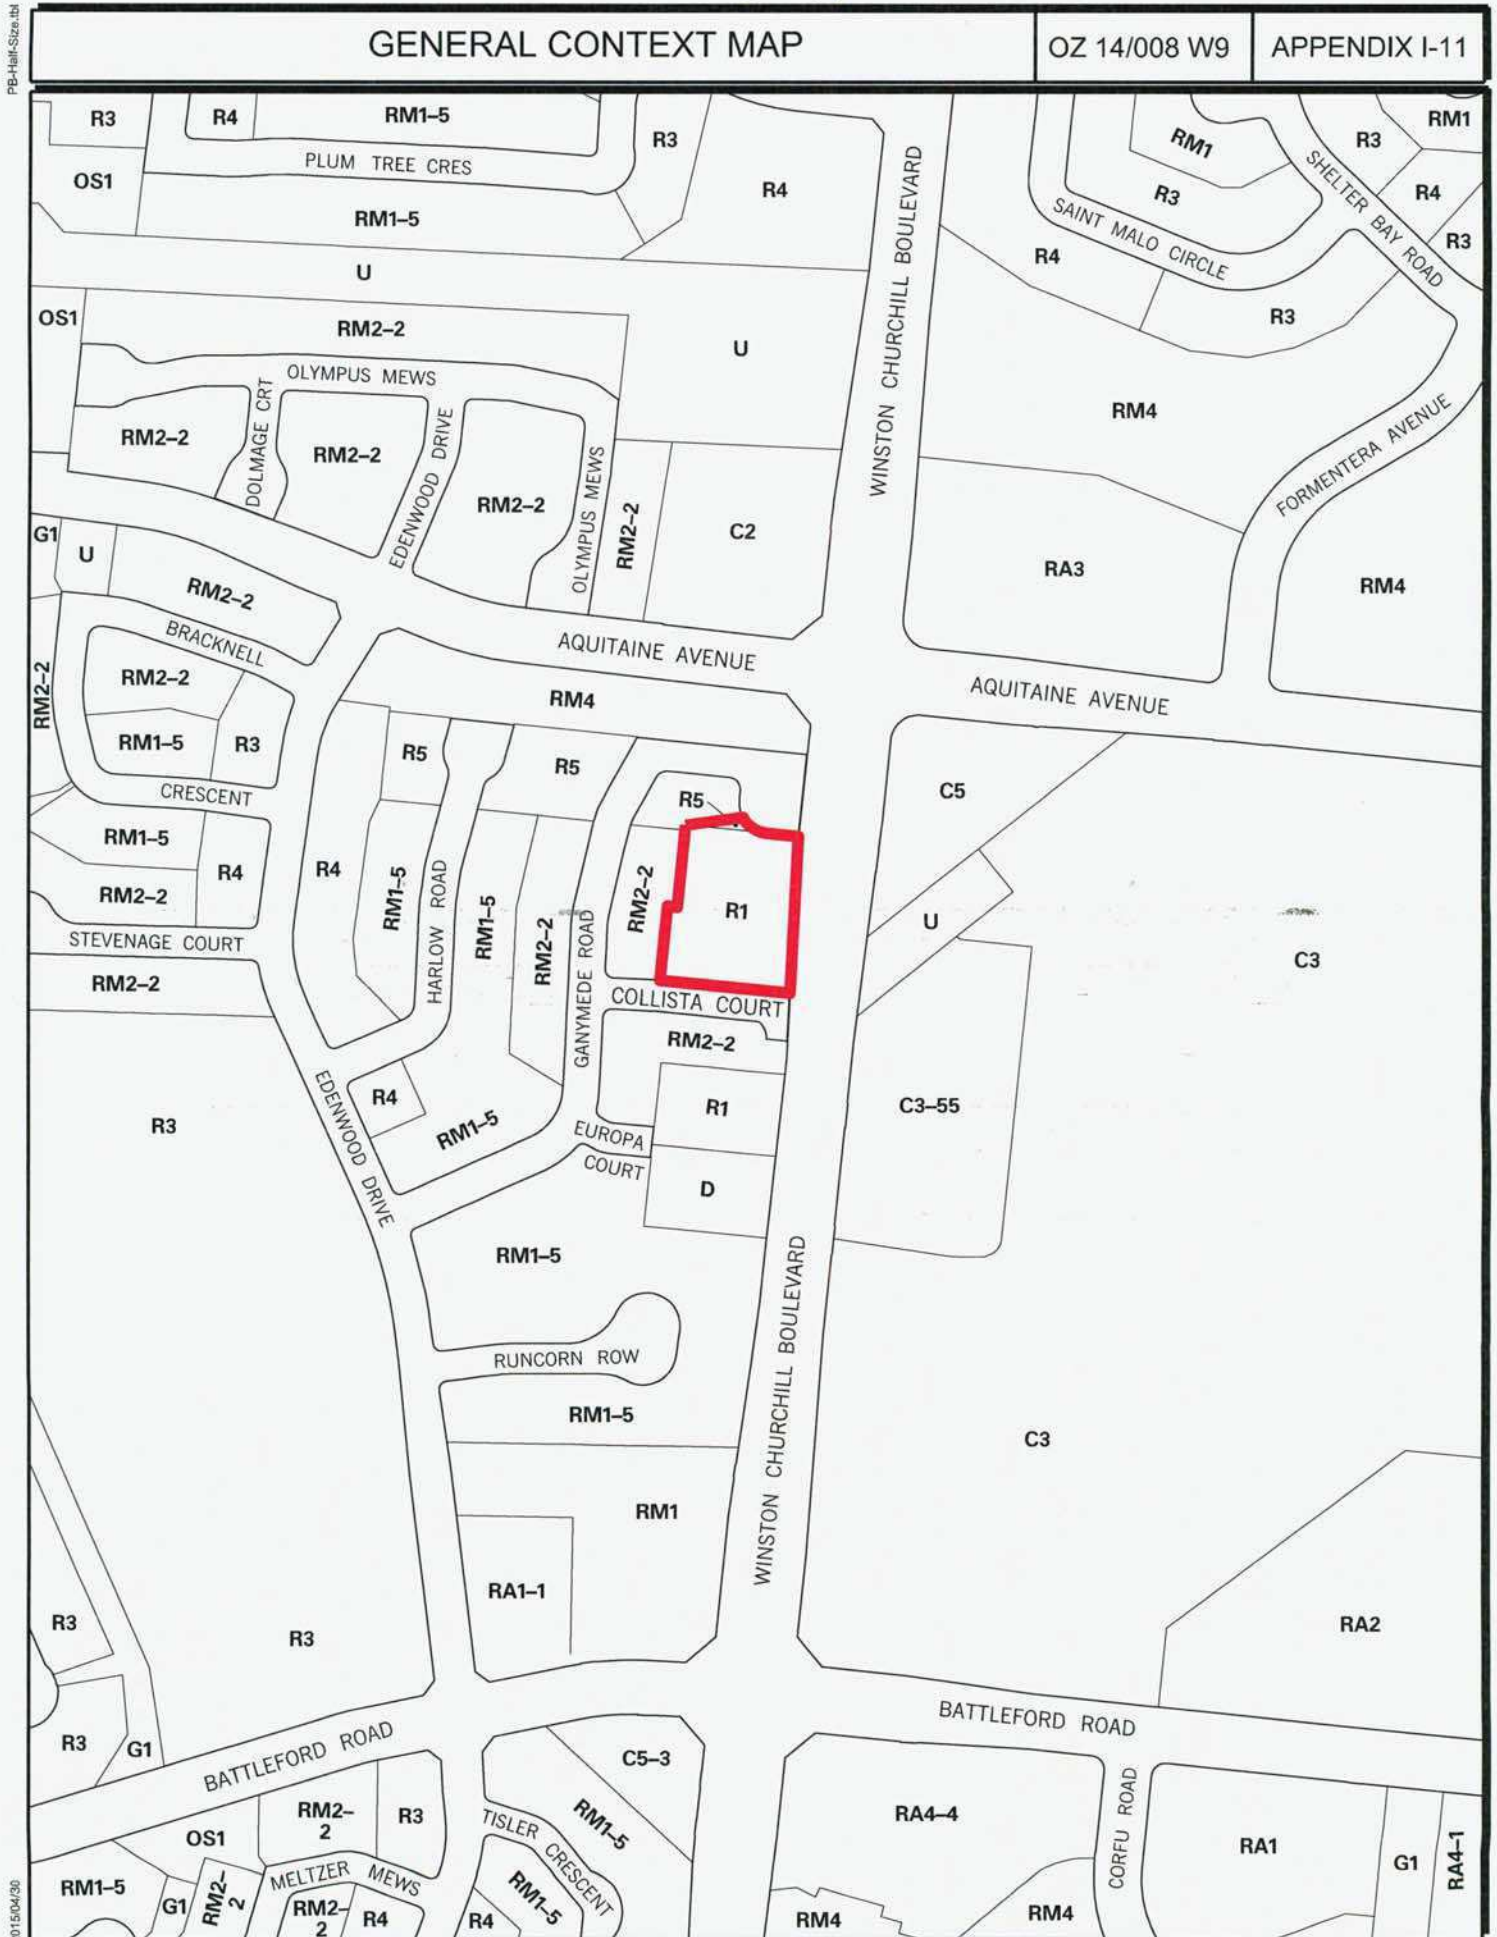 PB-Half-Size.tbl
GENERAL CONTEXT MAP
OZ 14/008 W9
APPENDIX I-11
R3
R4
RM1–5
R3
R4
RM1
R3
RM1
PLUM TREE CRES
OS1
RM1–5
R3
R4
R3
SHELTER BAY ROAD
SAINT MALO CIRCLE
WINSTON CHURCHILL BOULEVARD
R4
U
OS1
RM2–2
U
R3
OLYMPUS MEWS
DOLMAGE CRT
EDENWOOD DRIVE
RM2–2
RM2–2
RM2–2
OLYMPUS MEWS
RM2–2
C2
RM4
FORMENTERA AVENUE
RA3
RM4
G1
U
RM2–2
BRACKNELL
AQUITAINE AVENUE
AQUITAINE AVENUE
RM2–2
RM2–2
RM4
RM1–5
R3
R5
R5
R5
C5
CRESCENT
RM1–5
R4
R4
RM1–5
HARLOW ROAD
RM1–5
RM2–2
GANYMEDE ROAD
RM2–2
R1
U
C3
RM2–2
STEVENAGE COURT
RM2–2
COLLISTA COURT
RM2–2
R3
EDENWOOD DRIVE
R4
RM1–5
R1
C3–55
EUROPA
COURT
D
RM1–5
RUNCORN ROW
WINSTON CHURCHILL BOULEVARD
RM1–5
C3
RM1
RA1–1
R3
R3
RA2
R3
G1
BATTLEFORD ROAD
BATTLEFORD ROAD
C5–3
RM2–
2
R3
OS1
TISLER CRESCENT
RM1–5
RA4–4
CORFU ROAD
RA1
G1
RA4–1
RM1–5
G1
RM2–
2
MELTZER MEWS
RM2–
2
R4
R4
RM1–5
RM4
RM4
015/04/30